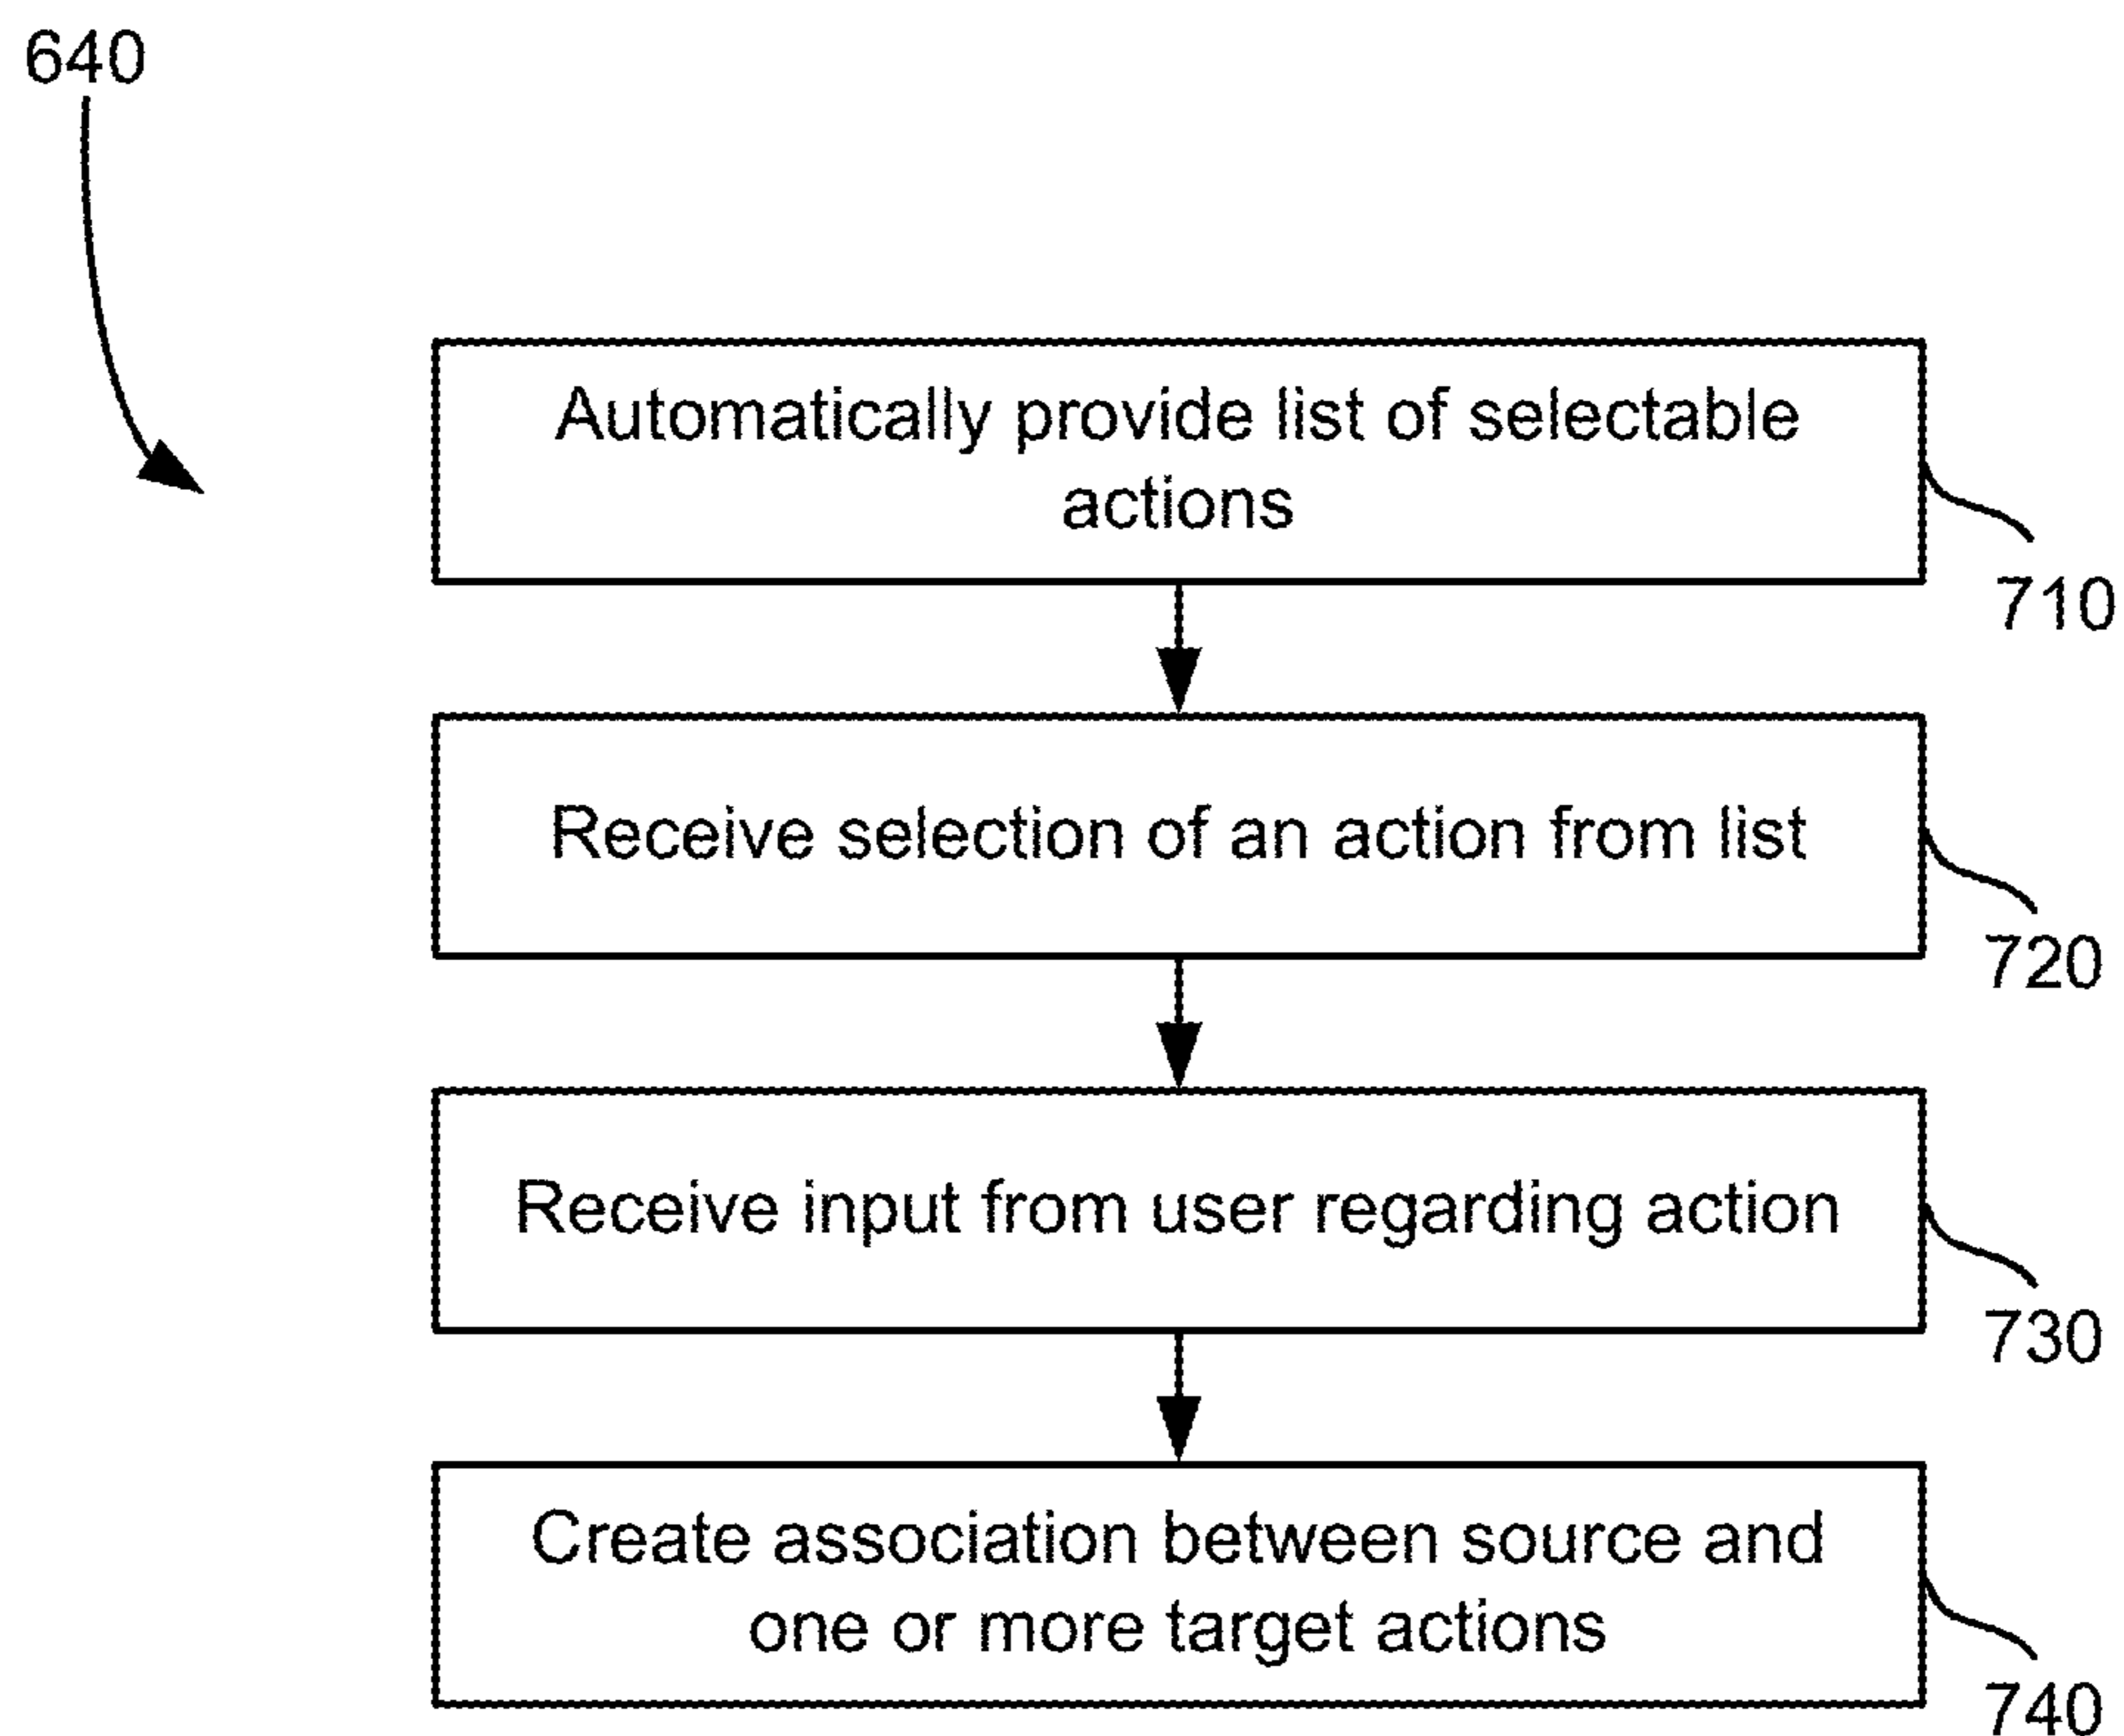 640
Automatically provide list of selectable
actions
710
Receive selection of an action from list
720
Receive input from user regarding action
730
Create association between source and
one or more target actions
740